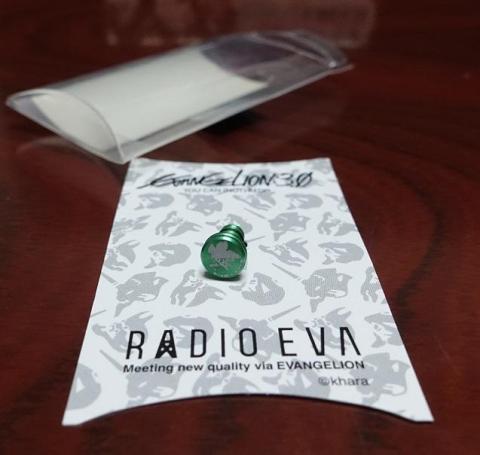 EVANGELION:3.0
YOU CAN (NOT) REDO.
RADIO EVA
Meeting new quality via EVANGELION
©khara